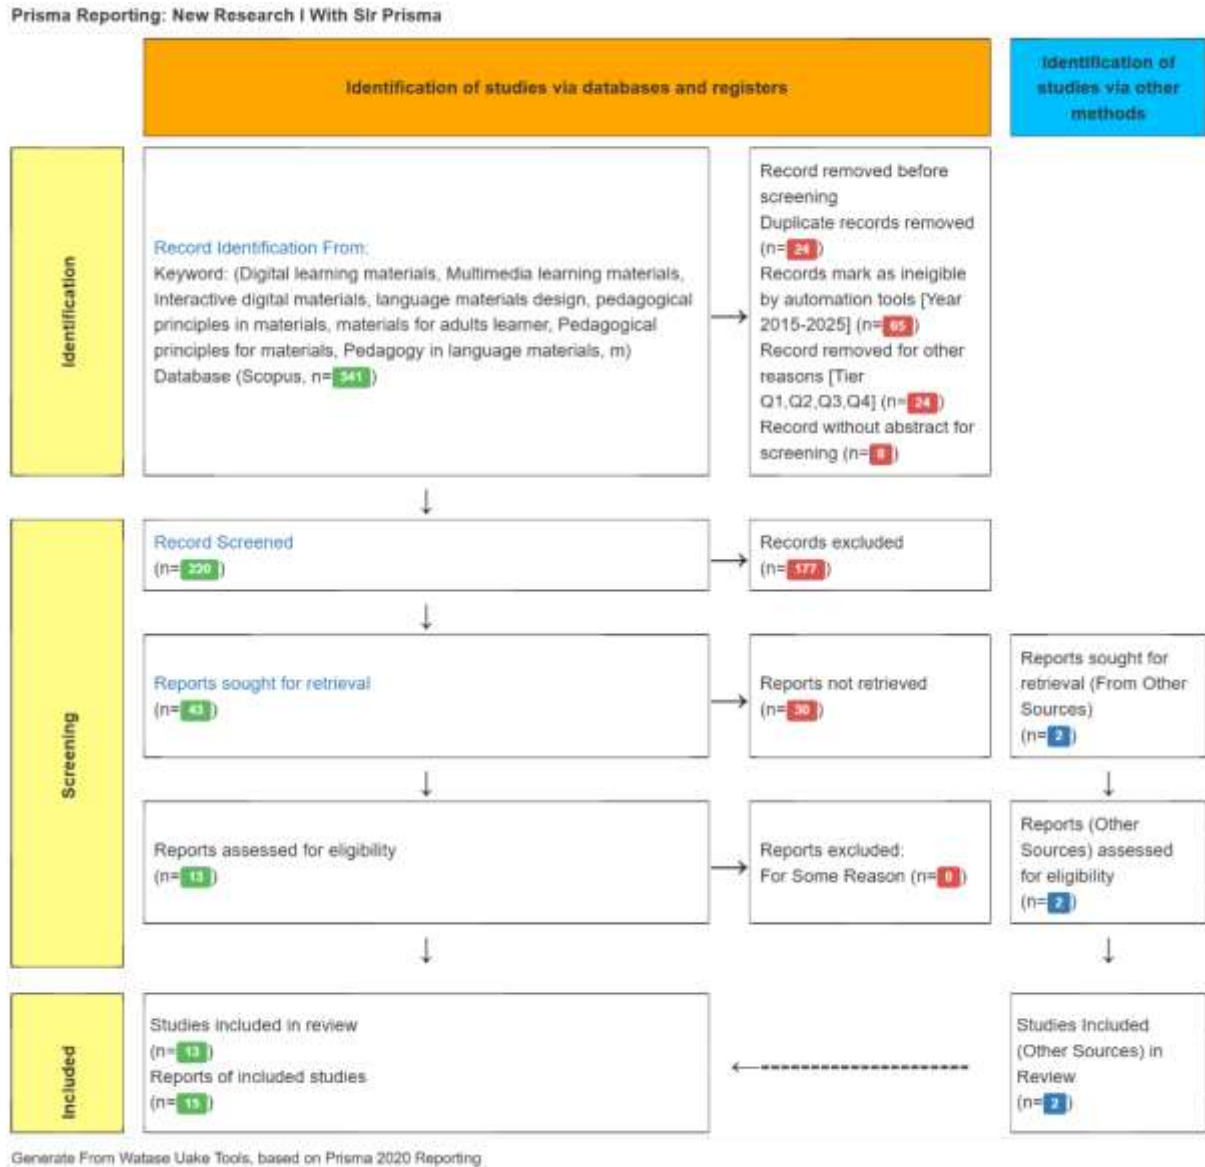 Prisma Reporting: New Research I With Slr Prisma
Identification of studies via databases and registers
Identification of
studies via other
methods
Identification
Record Identification From:
Keyword: (Digital learning materials, Multimedia learning materials,
Interactive digital materials, language materials design, pedagogical
principles in materials, materials for adults learner, Pedagogical
principles for materials, Pedagogy in language materials, m)
Database (Scopus, n=341)
Record removed before
screening
Duplicate records removed
(n=24)
Records mark as ineigible
by automation tools [Year
2015-2025] (n=65)
Record removed for other
reasons [Tier
Q1,Q2,Q3,Q4] (n=24)
Record without abstract for
screening (n=8)
Screening
Record Screened
(n=220)
Records excluded
(n=177)
Reports sought for retrieval
(n=43)
Reports not retrieved
(n=30)
Reports sought for
retrieval (From Other
Sources)
(n=2)
Reports assessed for eligibility
(n=13)
Reports excluded:
For Some Reason (n=0)
Reports (Other
Sources) assessed
for eligibility
(n=2)
Included
Studies included in review
(n=13)
Reports of included studies
(n=15)
Studies Included
(Other Sources) in
Review
(n=2)
Generate From Watase Uake Tools, based on Prisma 2020 Reporting